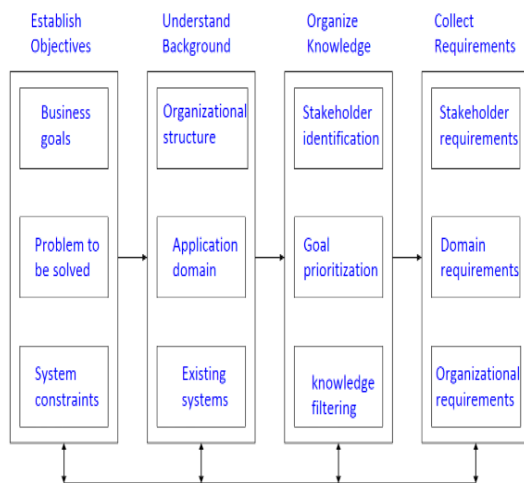 Establish
Objectives
Understand
Background
Organize
Knowledge
Collect
Requirements
Business
goals
Organizational
structure
Stakeholder
identification
Stakeholder
requirements
Problem to
be solved
Application
domain
Goal
prioritization
Domain
requirements
System
constraints
Existing
systems
knowledge
filtering
Organizational
requirements